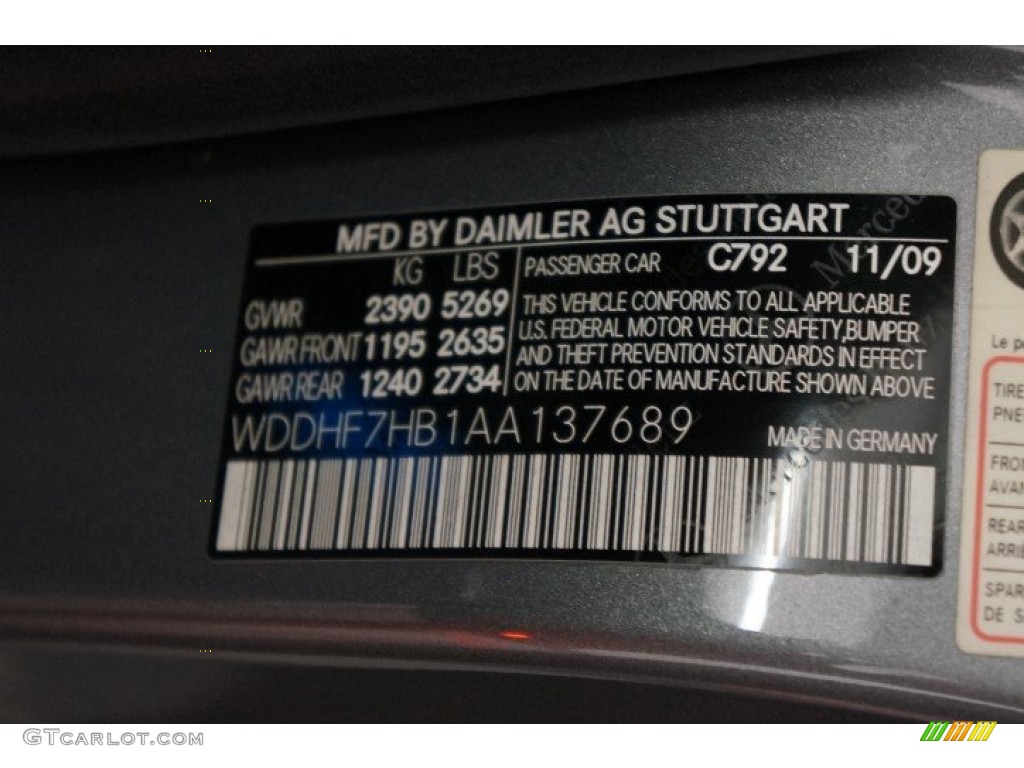 MFD BY DAIMLER AG STUTTGART
KG LBS
PASSENGER CAR C792 11/09
GVWR 2390 5269
GAWR FRONT 1195 2635
GAWR REAR 1240 2734
THIS VEHICLE CONFORMS TO ALL APPLICABLE
U.S. FEDERAL MOTOR VEHICLE SAFETY, BUMPER
AND THEFT PREVENTION STANDARDS IN EFFECT
ON THE DATE OF MANUFACTURE SHOWN ABOVE
WDDHF7HB1AA137689
MADE IN GERMANY
Le p
TIRE
PNE
FRO
AVA
REAR
ARRI
SPAR
DE S
GTCARLOT.COM